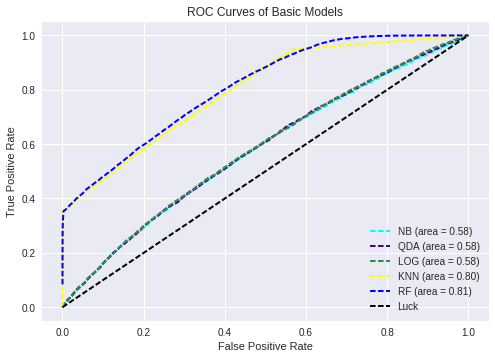 ROC Curves of Basic Models
True Positive Rate
1.0
0.8
0.6
0.4
0.2
0.0
NB (area = 0.58)
QDA (area = 0.58)
LOG (area = 0.58)
KNN (area = 0.80)
RF (area = 0.81)
Luck
0.0 0.2 0.4 0.6 0.8 1.0
False Positive Rate